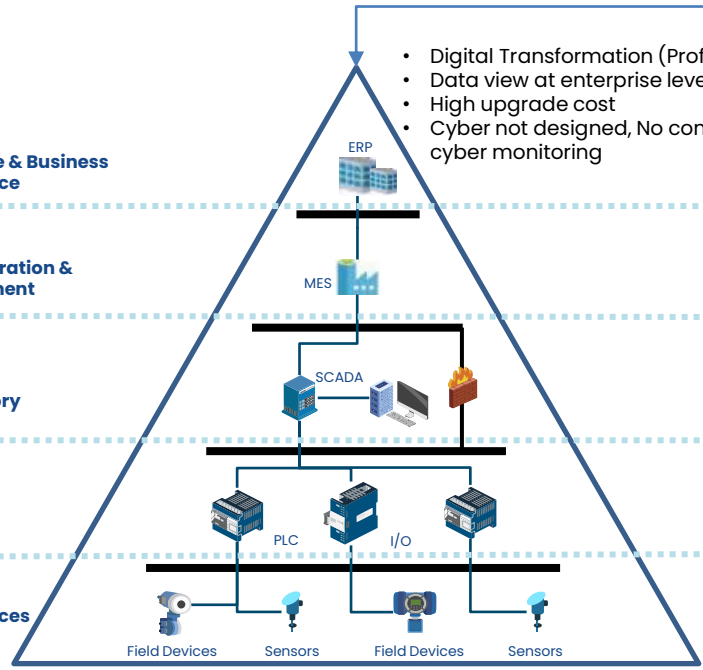 • Digital Transformation (Prof
• Data view at enterprise leve
• High upgrade cost
• Cyber not designed, No con
cyber monitoring
ERP
e & Business
ce
MES
ration &
ment
SCADA
ory
PLC
I/O
ces
Field Devices
Sensors
Field Devices
Sensors